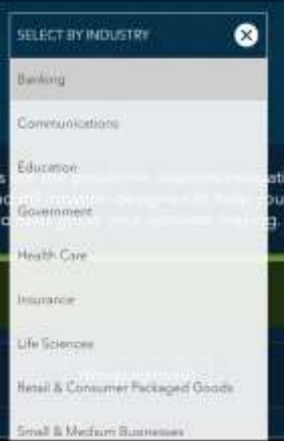 SELECT BY INDUSTRY
Banking
Communications
Education
Government
Health Care
Insurance
Life Sciences
Retail & Consumer Packaged Goods
Small & Medium Businesses